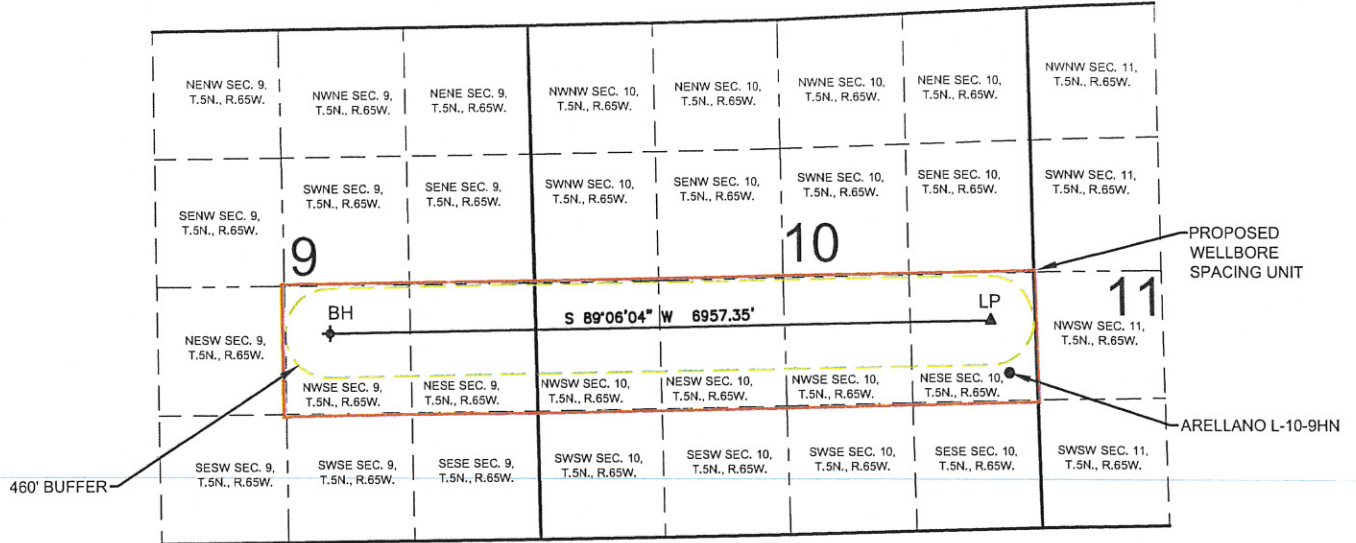 NENW SEC. 9,
T.5N., R.65W.
NWNE SEC. 9,
T.5N., R.65W.
NENE SEC. 9,
T.5N., R.65W.
NWNW SEC. 10,
T.5N., R.65W.
NENW SEC. 10,
T.5N., R.65W.
NWNE SEC. 10,
T.5N., R.65W.
NENE SEC. 10,
T.5N., R.65W.
NWNW SEC. 11,
T.5N., R.65W.
SENW SEC. 9,
T.5N., R.65W.
SWNE SEC. 9,
T.5N., R.65W.
SENE SEC. 9,
T.5N., R.65W.
SWNW SEC. 10,
T.5N., R.65W.
SENW SEC. 10,
T.5N., R.65W.
SWNE SEC. 10,
T.5N., R.65W.
SENE SEC. 10,
T.5N., R.65W.
SWNW SEC. 11,
T.5N., R.65W.
9
10
11
PROPOSED
WELLBORE
SPACING UNIT
BH
S 89°06'04" W 6957.35'
LP
NESW SEC. 9,
T.5N., R.65W.
NWSE SEC. 9,
T.5N., R.65W.
NESE SEC. 9,
T.5N., R.65W.
NWSW SEC. 10,
T.5N., R.65W.
NESW SEC. 10,
T.5N., R.65W.
NWSE SEC. 10,
T.5N., R.65W.
NESE SEC. 10,
T.5N., R.65W.
NWSW SEC. 11,
T.5N., R.65W.
ARELLANO L-10-9HN
460' BUFFER
SESW SEC. 9,
T.5N., R.65W.
SWSE SEC. 9,
T.5N., R.65W.
SESE SEC. 9,
T.5N., R.65W.
SWSW SEC. 10,
T.5N., R.65W.
SESW SEC. 10,
T.5N., R.65W.
SWSE SEC. 10,
T.5N., R.65W.
SESE SEC. 10,
T.5N., R.65W.
SWSW SEC. 11,
T.5N., R.65W.